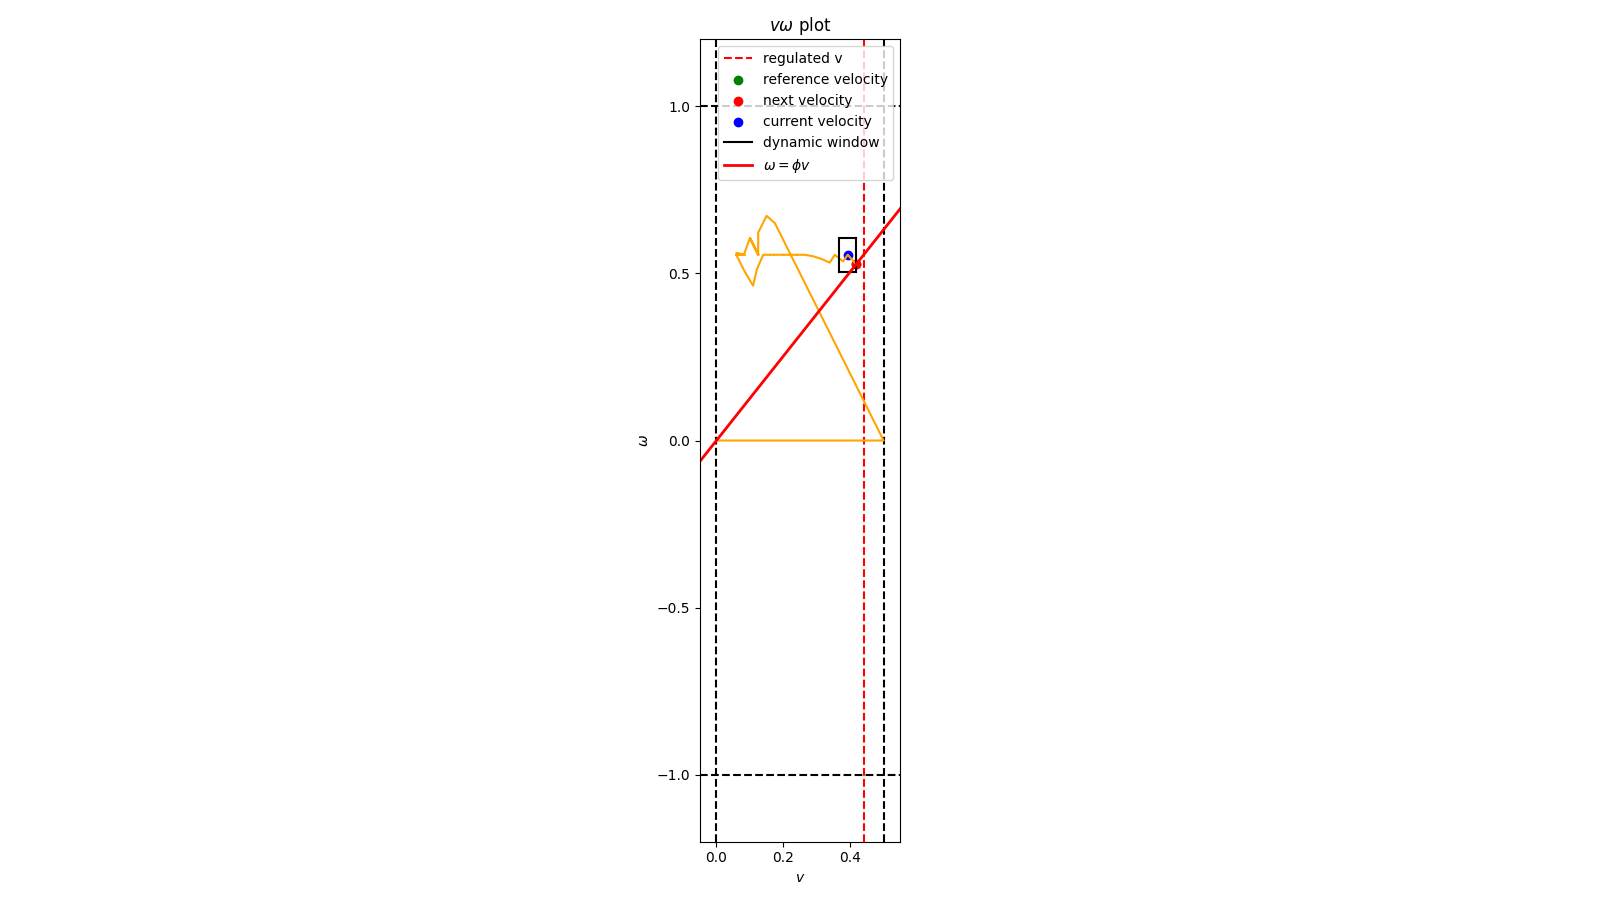 vω plot
regulated v
reference velocity
next velocity
current velocity
dynamic window
ω = ϕv
1.0
0.5
0.0
−0.5
−1.0
ω
0.0 0.2 0.4
v